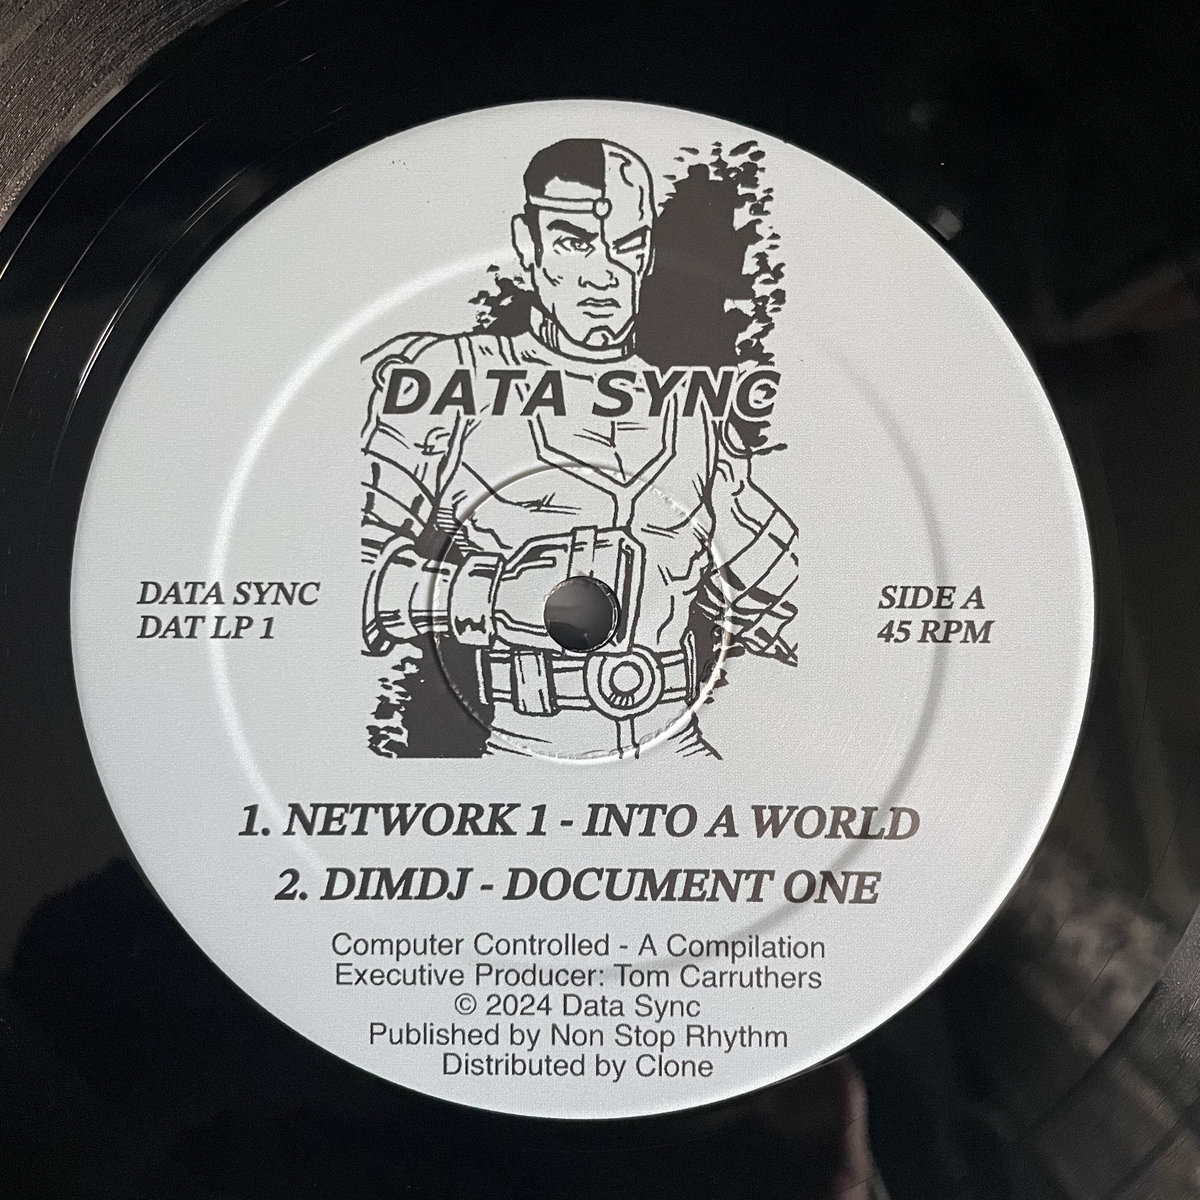 DATA SYNC
DATA SYNC
DAT LP 1
SIDE A
45 RPM
1. NETWORK 1 - INTO A WORLD
2. DIMDJ - DOCUMENT ONE
Computer Controlled - A Compilation
Executive Producer: Tom Carruthers
© 2024 Data Sync
Published by Non Stop Rhythm
Distributed by Clone